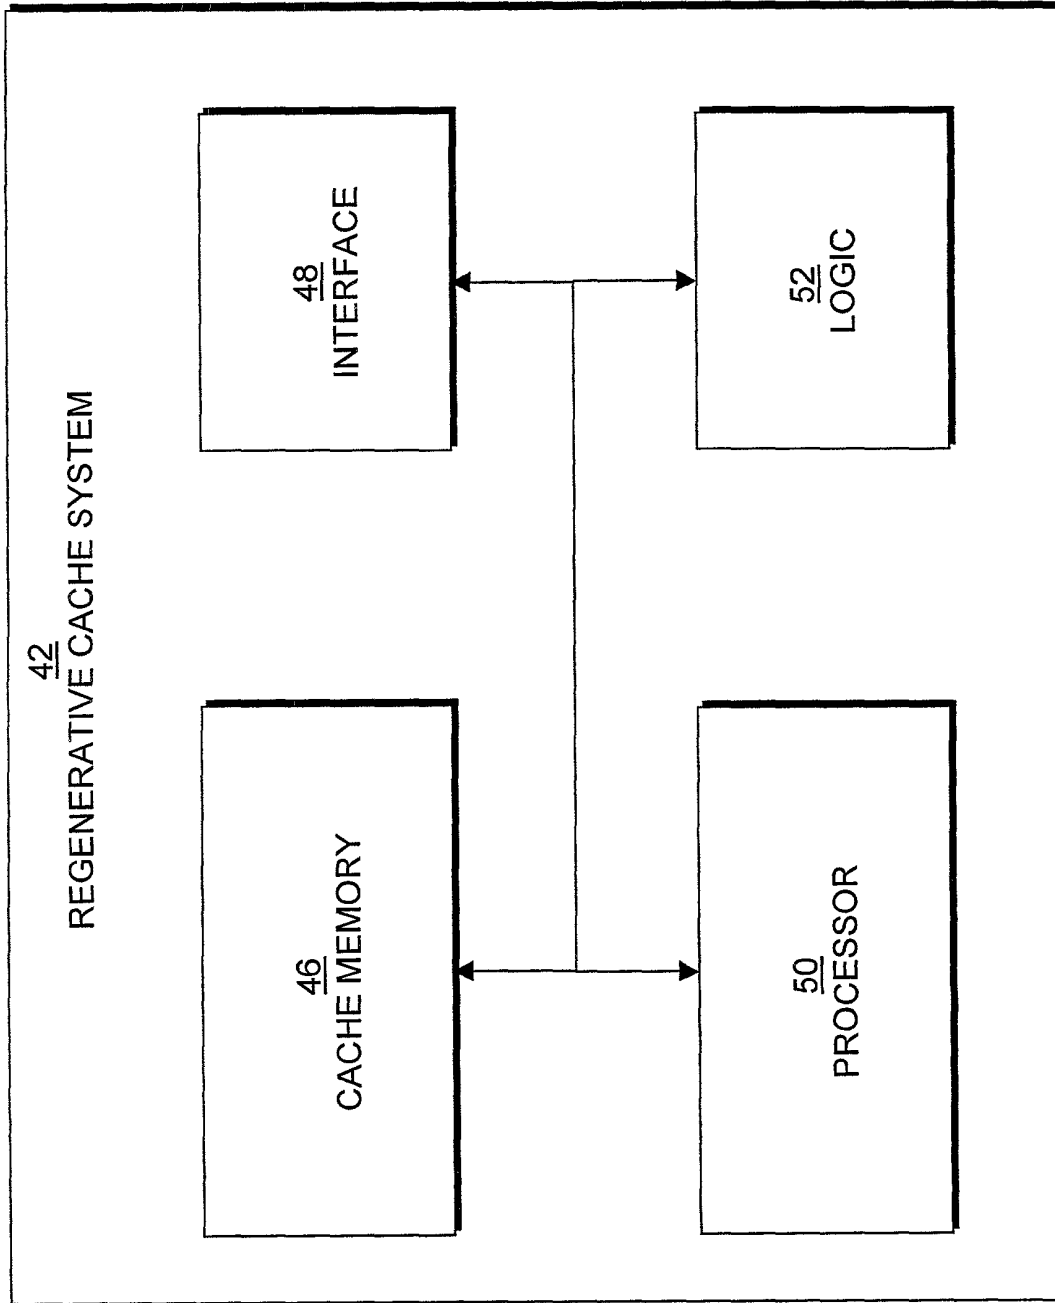 42
REGENERATIVE CACHE SYSTEM
46
CACHE MEMORY
48
INTERFACE
50
PROCESSOR
52
LOGIC